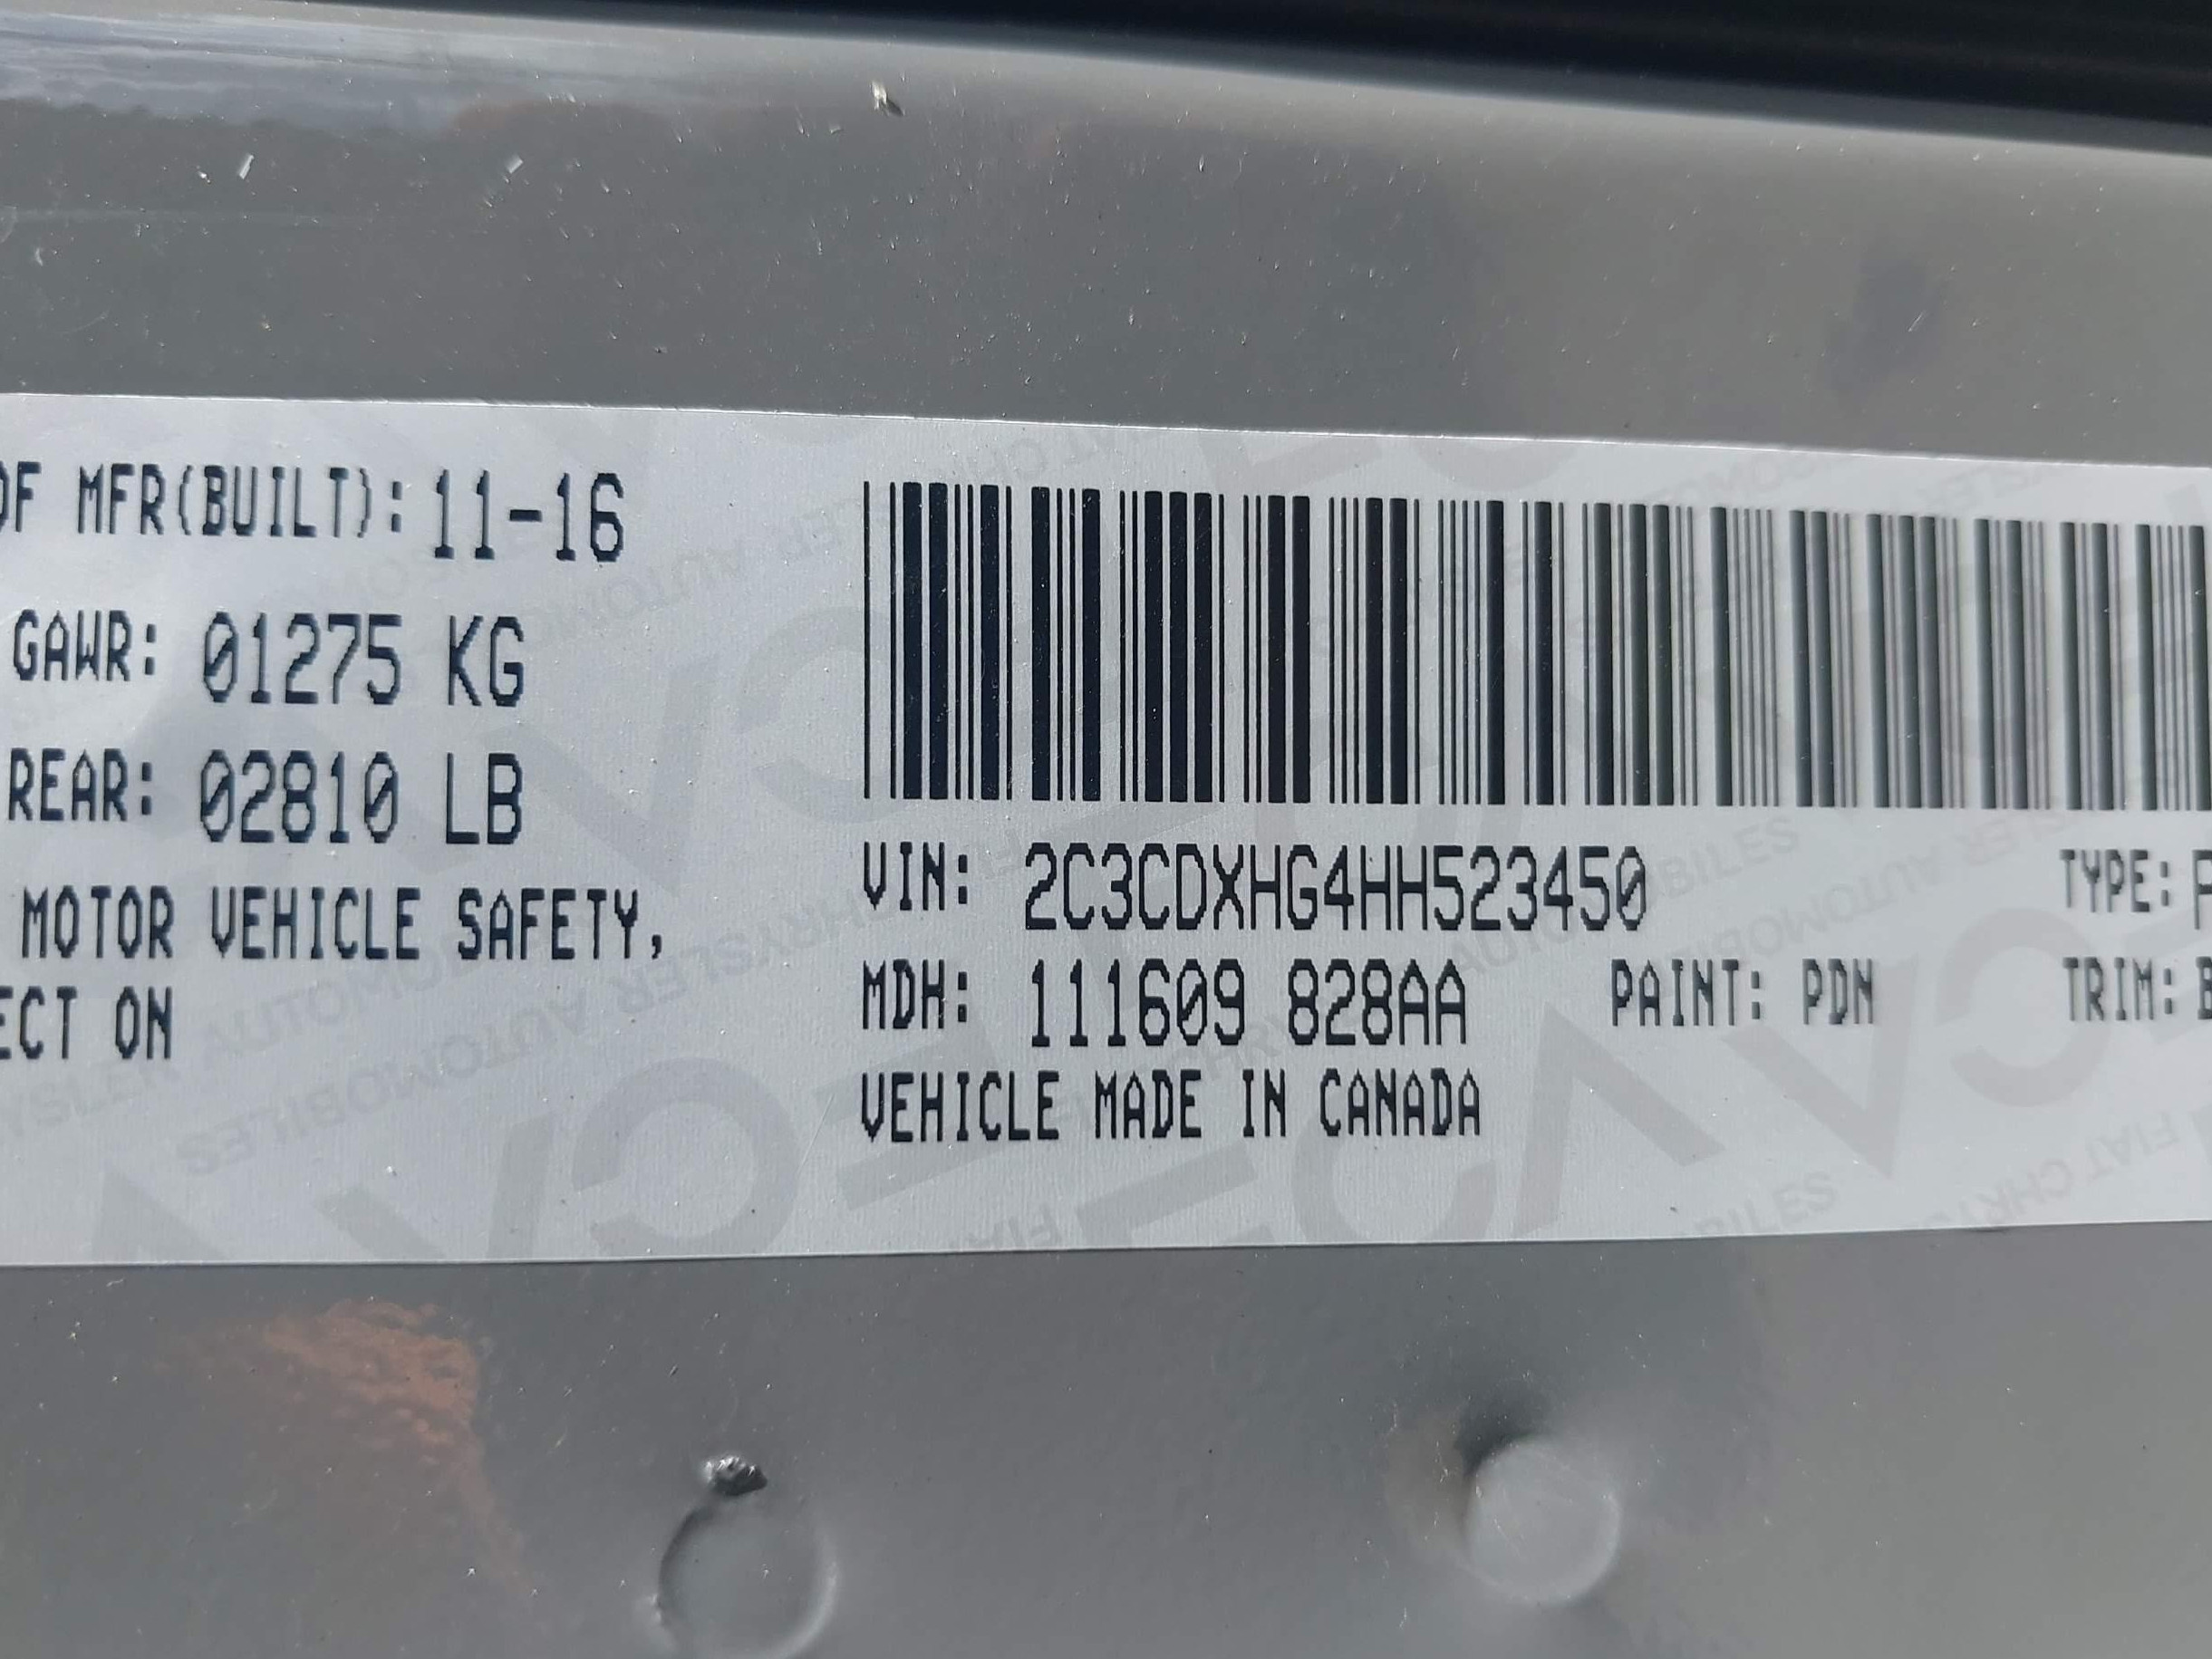 OF MFR(BUILT): 11-16
GAWR: 01275 KG
REAR: 02810 LB
MOTOR VEHICLE SAFETY,
ECT ON
VIN: 2C3CDXHG4HH523450 TYPE:
MDH: 111609 828AA PAINT: PDN TRIM: B
VEHICLE MADE IN CANADA